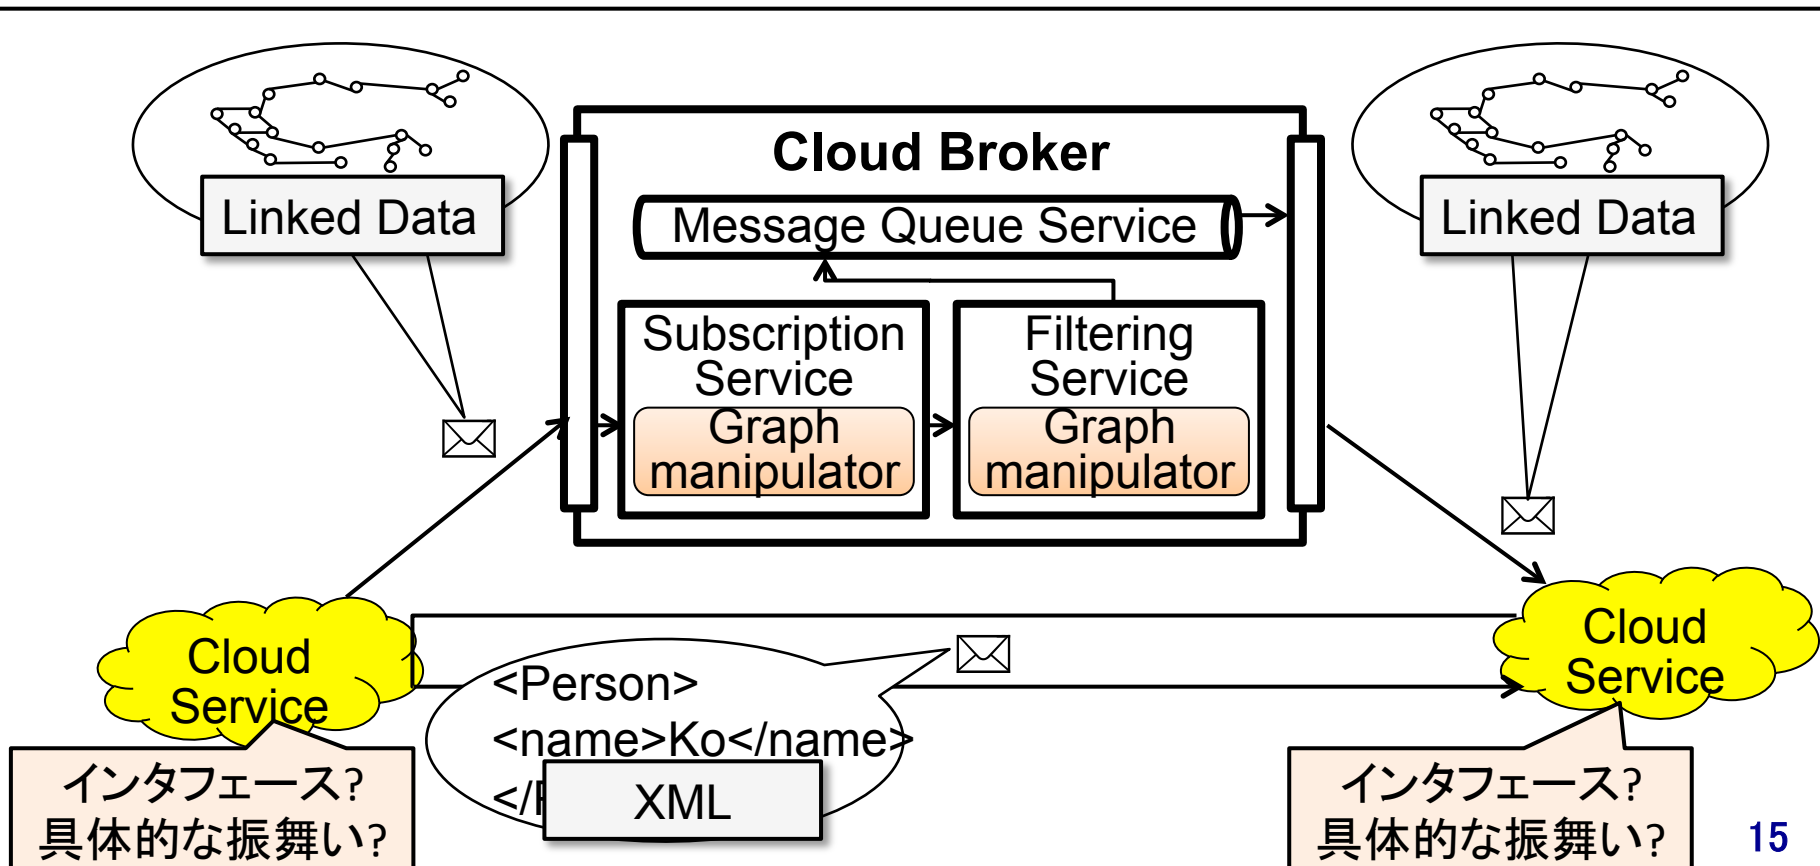 Linked Data
Cloud Broker
Message Queue Service
Linked Data
Subscription
Service
Graph
manipulator
Filtering
Service
Graph
manipulator
Cloud
Service
<Person>
<name>Ko</name>
</
XML
Cloud
Service
インタフェース?
具体的な振舞い?
インタフェース?
具体的な振舞い?
15